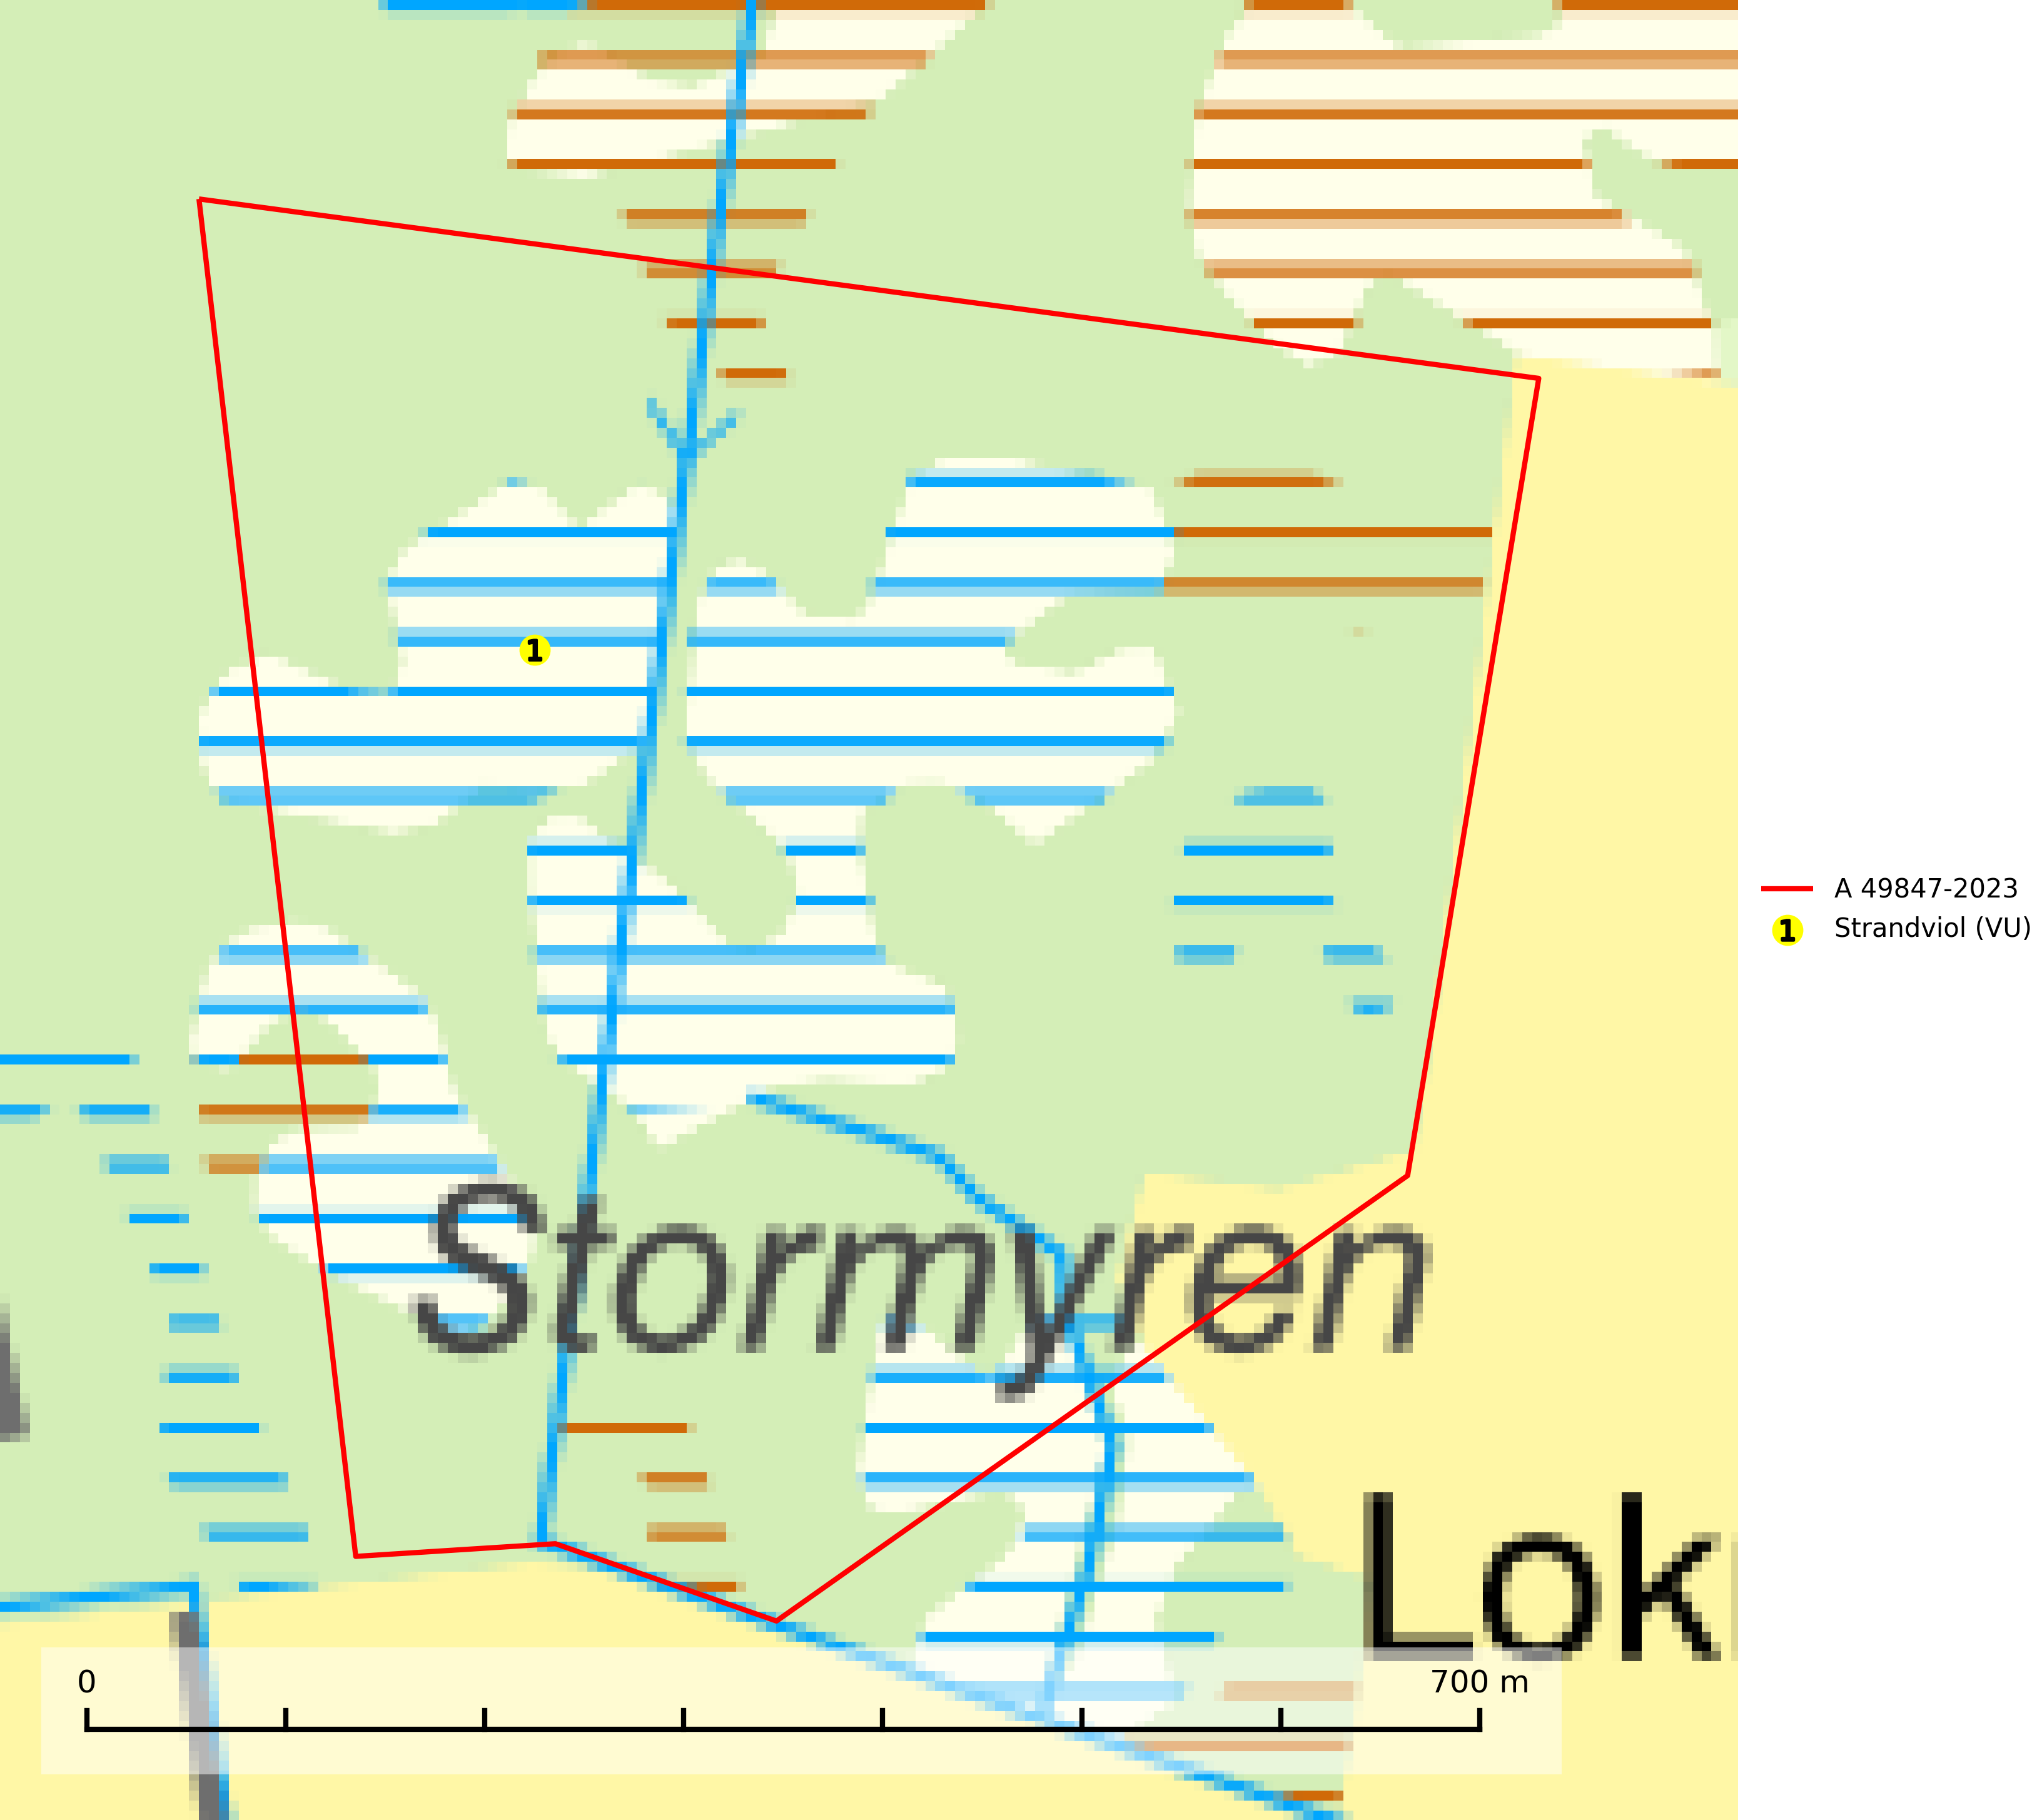 1
A 49847-2023
1 Strandviol (VU)
Stormyren
Lok
0 700 m